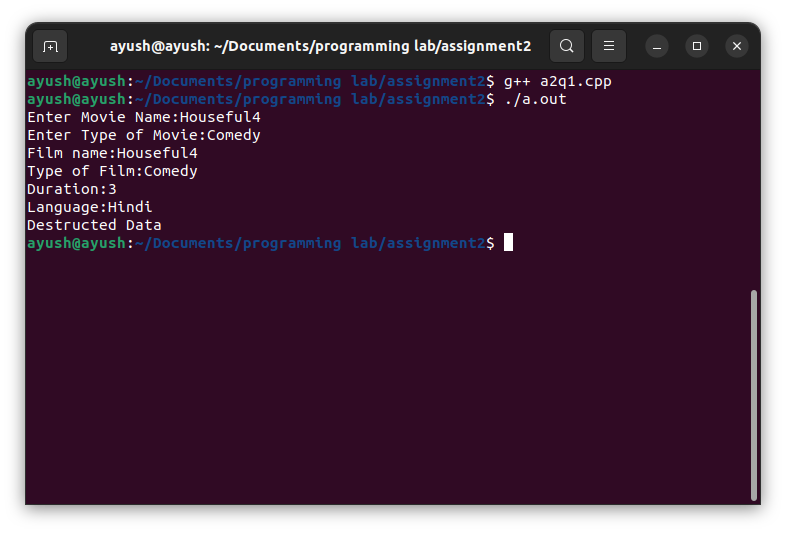 ayush@ayush: ~/Documents/programming lab/assignment2
ayush@ayush:~/Documents/programming lab/assignment2$ g++ a2q1.cpp
ayush@ayush:~/Documents/programming lab/assignment2$ ./a.out
Enter Movie Name:Houseful4
Enter Type of Movie:Comedy
Film name:Houseful4
Type of Film:Comedy
Duration:3
Language:Hindi
Destructed Data
ayush@ayush:~/Documents/programming lab/assignment2$